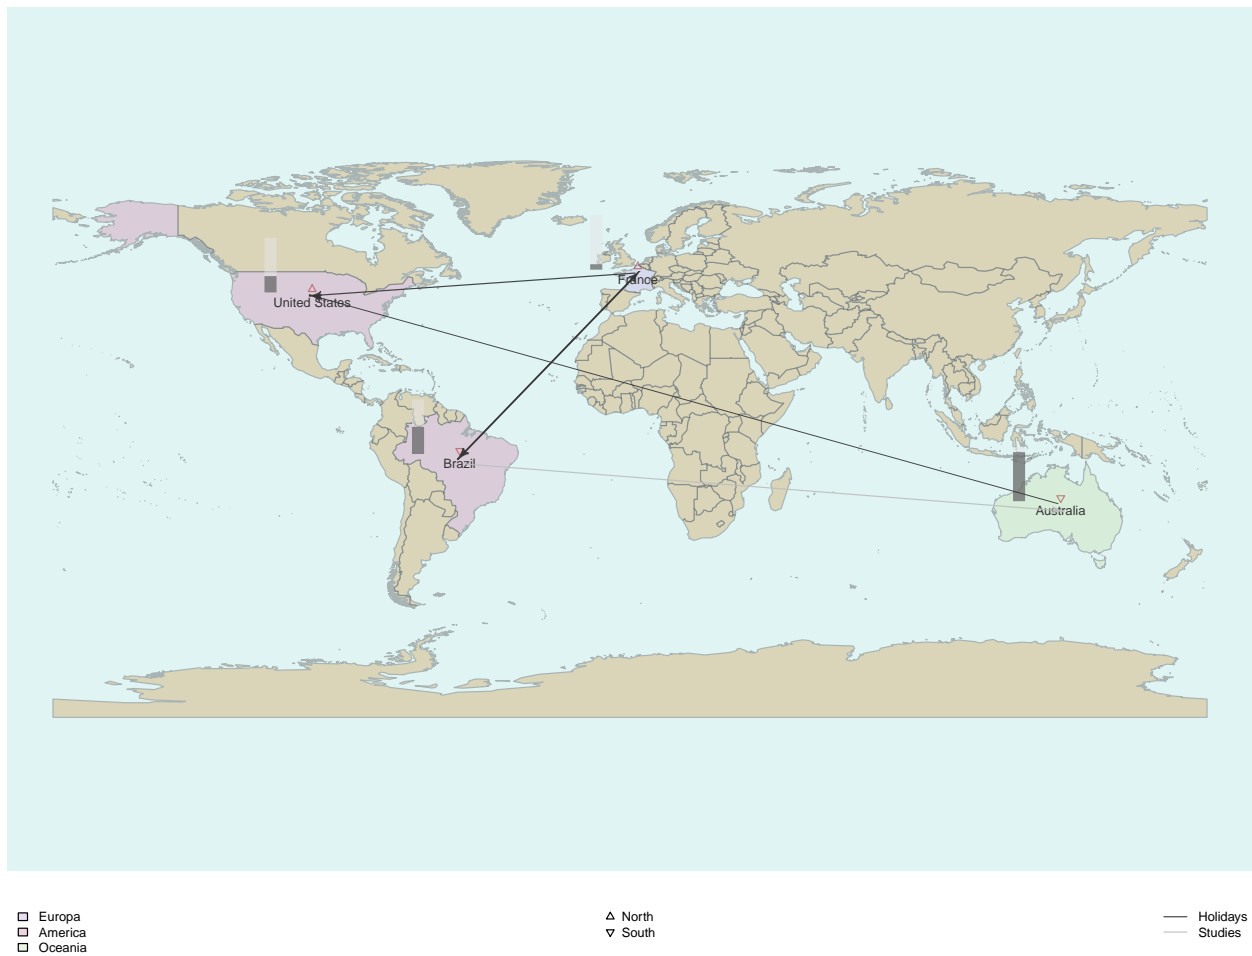 France
United States
Brazil
Australia
Europa
America
Oceania
North
South
Holidays
Studies